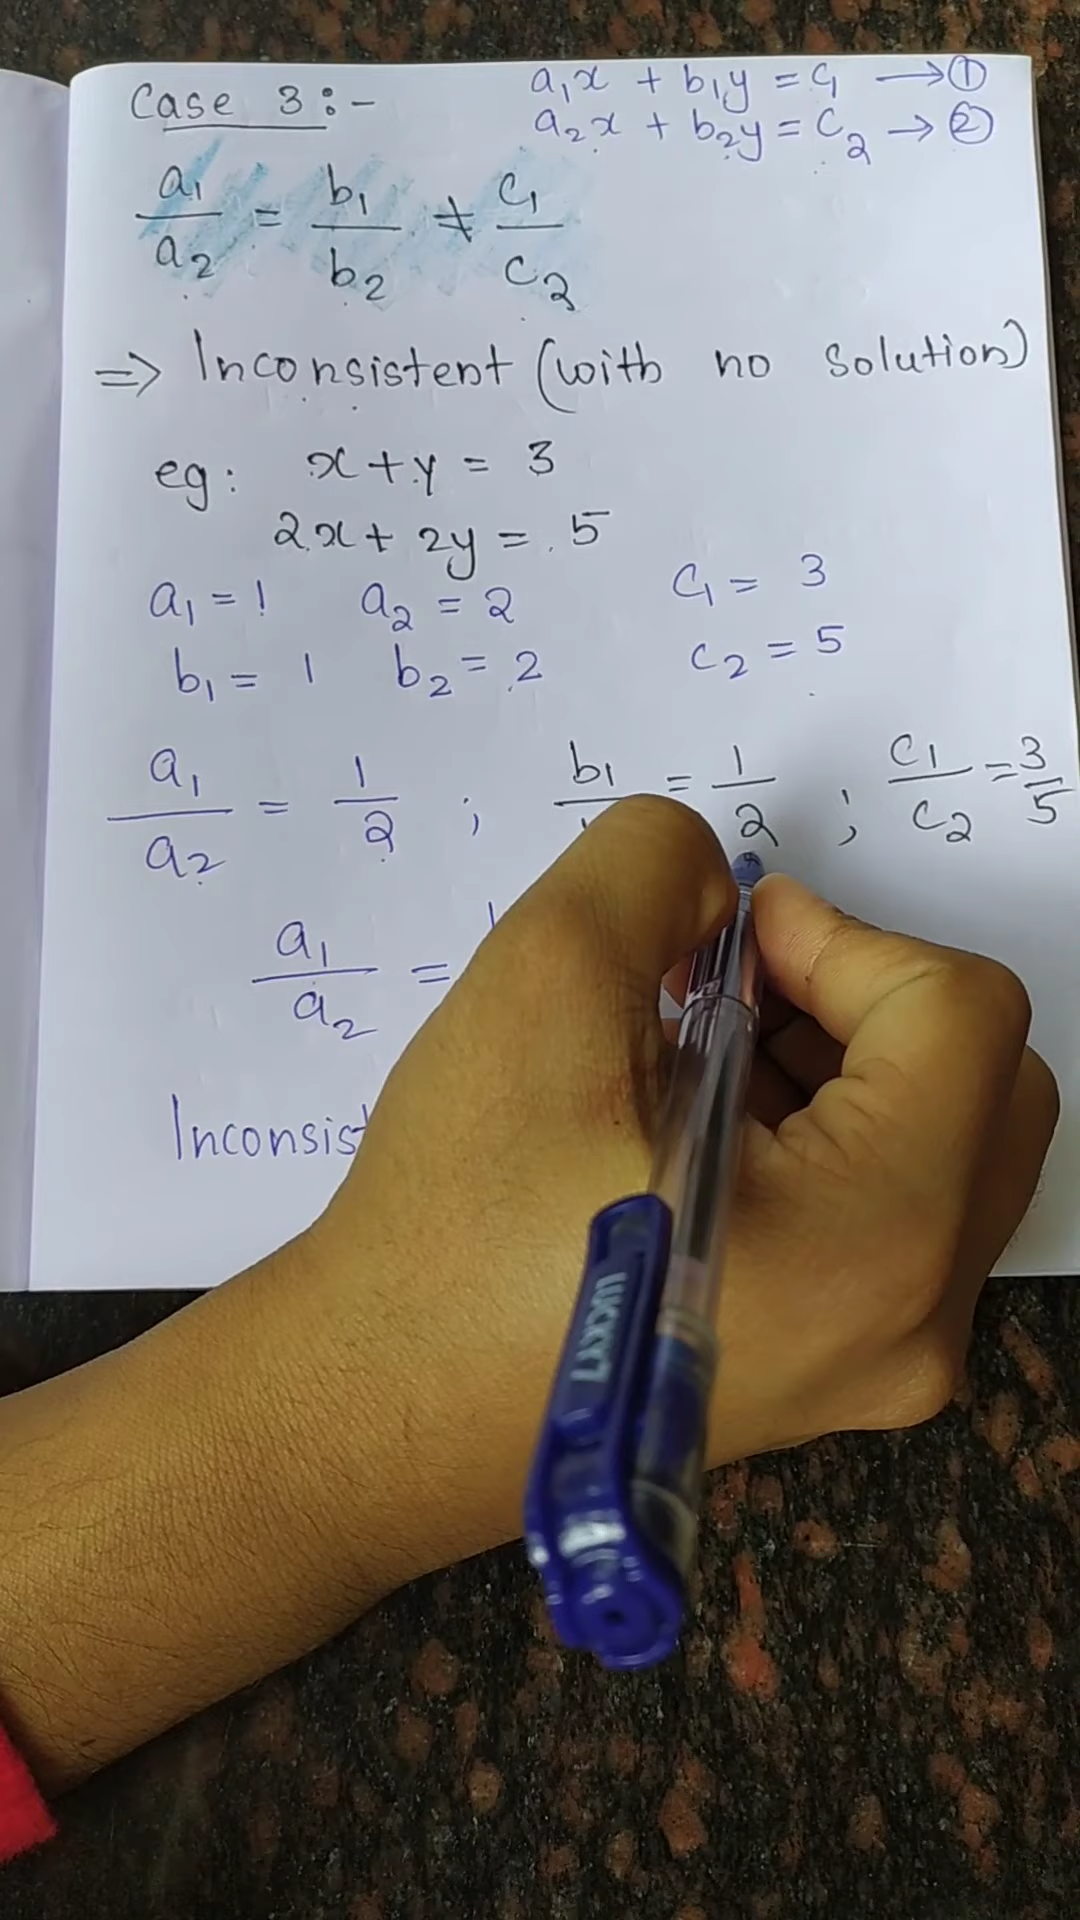 Case 3:-
a₁x + b₁y = c₁ → ①
a₂x + b₂y = c₂ → ②
a₁/a₂ = b₁/b₂ ≠ c₁/c₂
=> Inconsistent (with no solution)
eg: x + y = 3
2x + 2y = 5
a₁ = 1 a₂ = 2 c₁ = 3
b₁ = 1 b₂ = 2 c₂ = 5
a₁/a₂ = 1/2 ; b₁ = 1/2 ; c₁/c₂ = 3/5
a₁/a₂ =
Inconsist
LUXOR